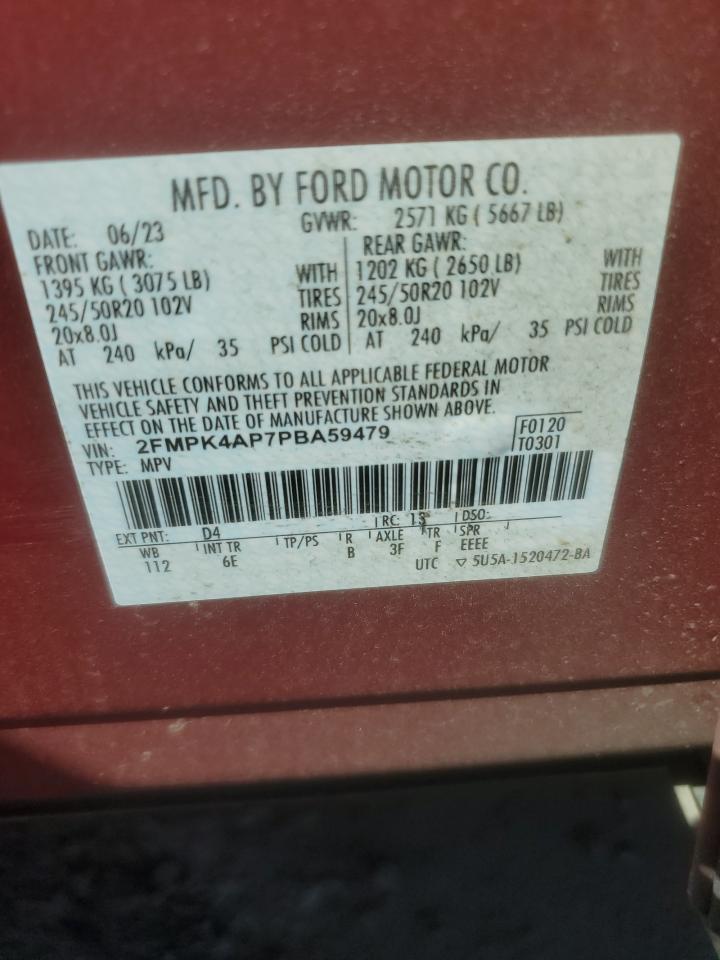 MFD. BY FORD MOTOR CO.
DATE: 06/23 GVWR: 2571 KG ( 5667 LB)
FRONT GAWR: REAR GAWR:
1395 KG ( 3075 LB) WITH 1202 KG ( 2650 LB) WITH
245/50R20 102V TIRES 245/50R20 102V TIRES
20x8.0J RIMS 20x8.0J RIMS
AT 240 kPa/ 35 PSI COLD AT 240 kPa/ 35 PSI COLD
THIS VEHICLE CONFORMS TO ALL APPLICABLE FEDERAL MOTOR
VEHICLE SAFETY AND THEFT PREVENTION STANDARDS IN
EFFECT ON THE DATE OF MANUFACTURE SHOWN ABOVE.
VIN: 2FMPK4AP7PBA59479 F0120
TYPE: MPV T0301
EXT PNT: D4 RC: 13 DSO:
WB INT TR TP/PS R AXLE TR SPR
112 6E B 3F F EEEE
UTC ▽ 5U5A-1520472-BA